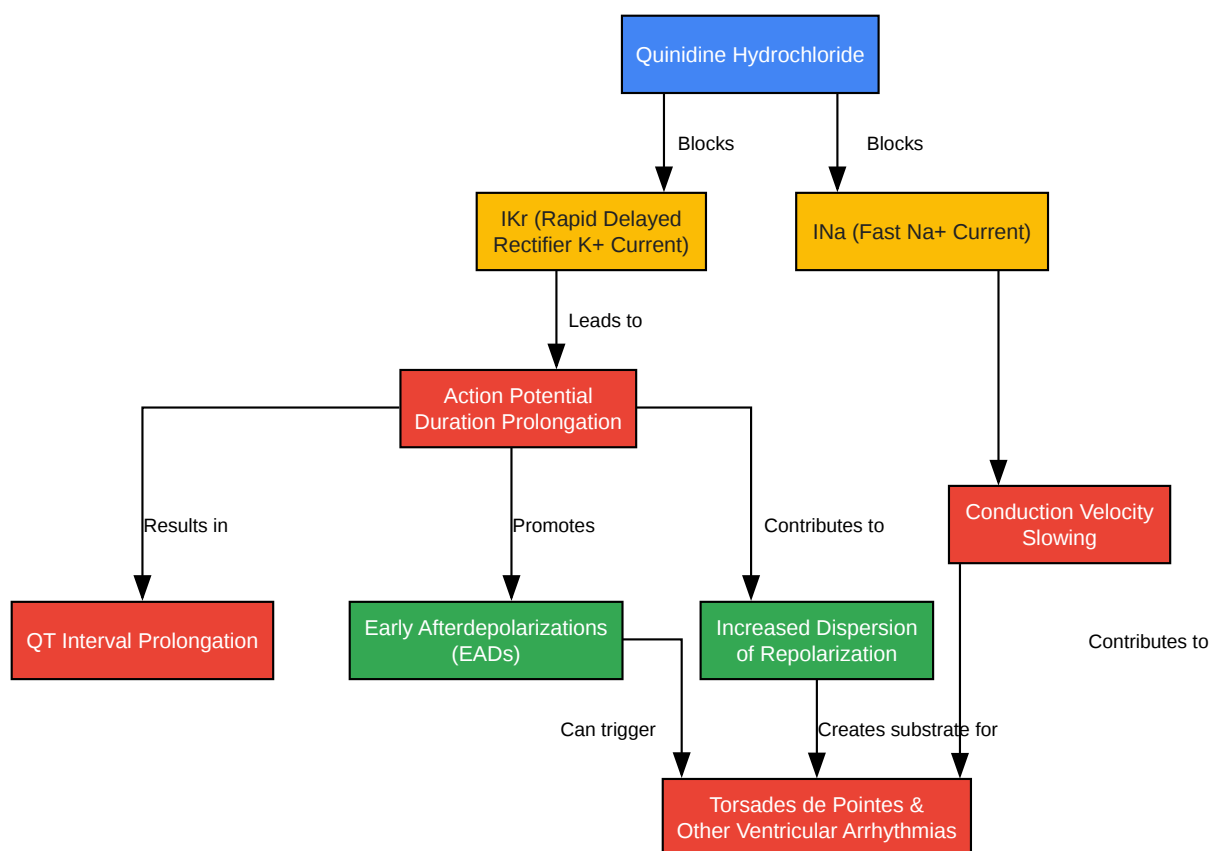 Quinidine Hydrochloride
Blocks
Blocks
IKr (Rapid Delayed
Rectifier K+ Current)
INa (Fast Na+ Current)
Leads to
Action Potential
Duration Prolongation
Conduction Velocity
Slowing
Results in
Promotes
Contributes to
QT Interval Prolongation
Early Afterdepolarizations
(EADs)
Increased Dispersion
of Repolarization
Contributes to
Can trigger
Creates substrate for
Torsades de Pointes &
Other Ventricular Arrhythmias